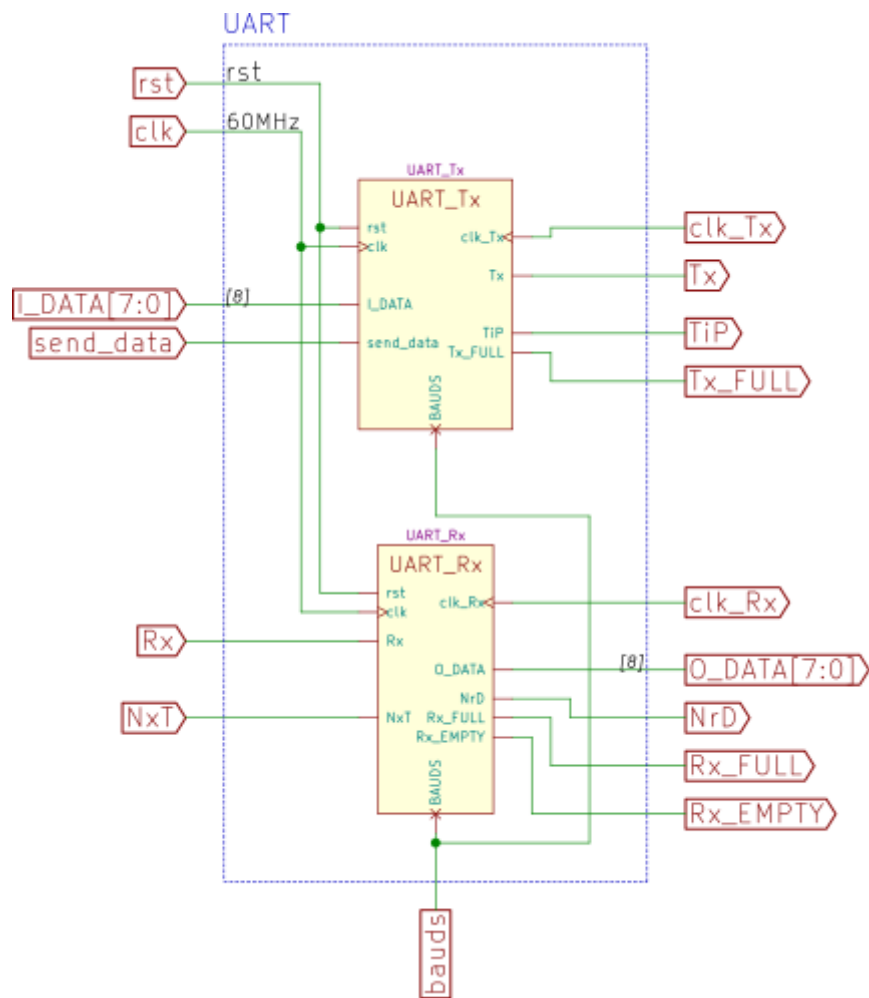 UART
rst
rst
clk
60MHz
UART_Tx
UART_Tx
rst
clk
clk_Tx
clk_Tx
Tx
Tx
I_DATA[7:0]
[8]
I_DATA
send_data
send_data
TiP
TiP
Tx_FULL
Tx_FULL
BAUDS
UART_Rx
UART_Rx
rst
clk
clk_Rx
clk_Rx
Rx
Rx
O_DATA
[8]
O_DATA[7:0]
NrD
NrD
NxT
NxT
Rx_FULL
Rx_FULL
Rx_EMPTY
Rx_EMPTY
BAUDS
bauds